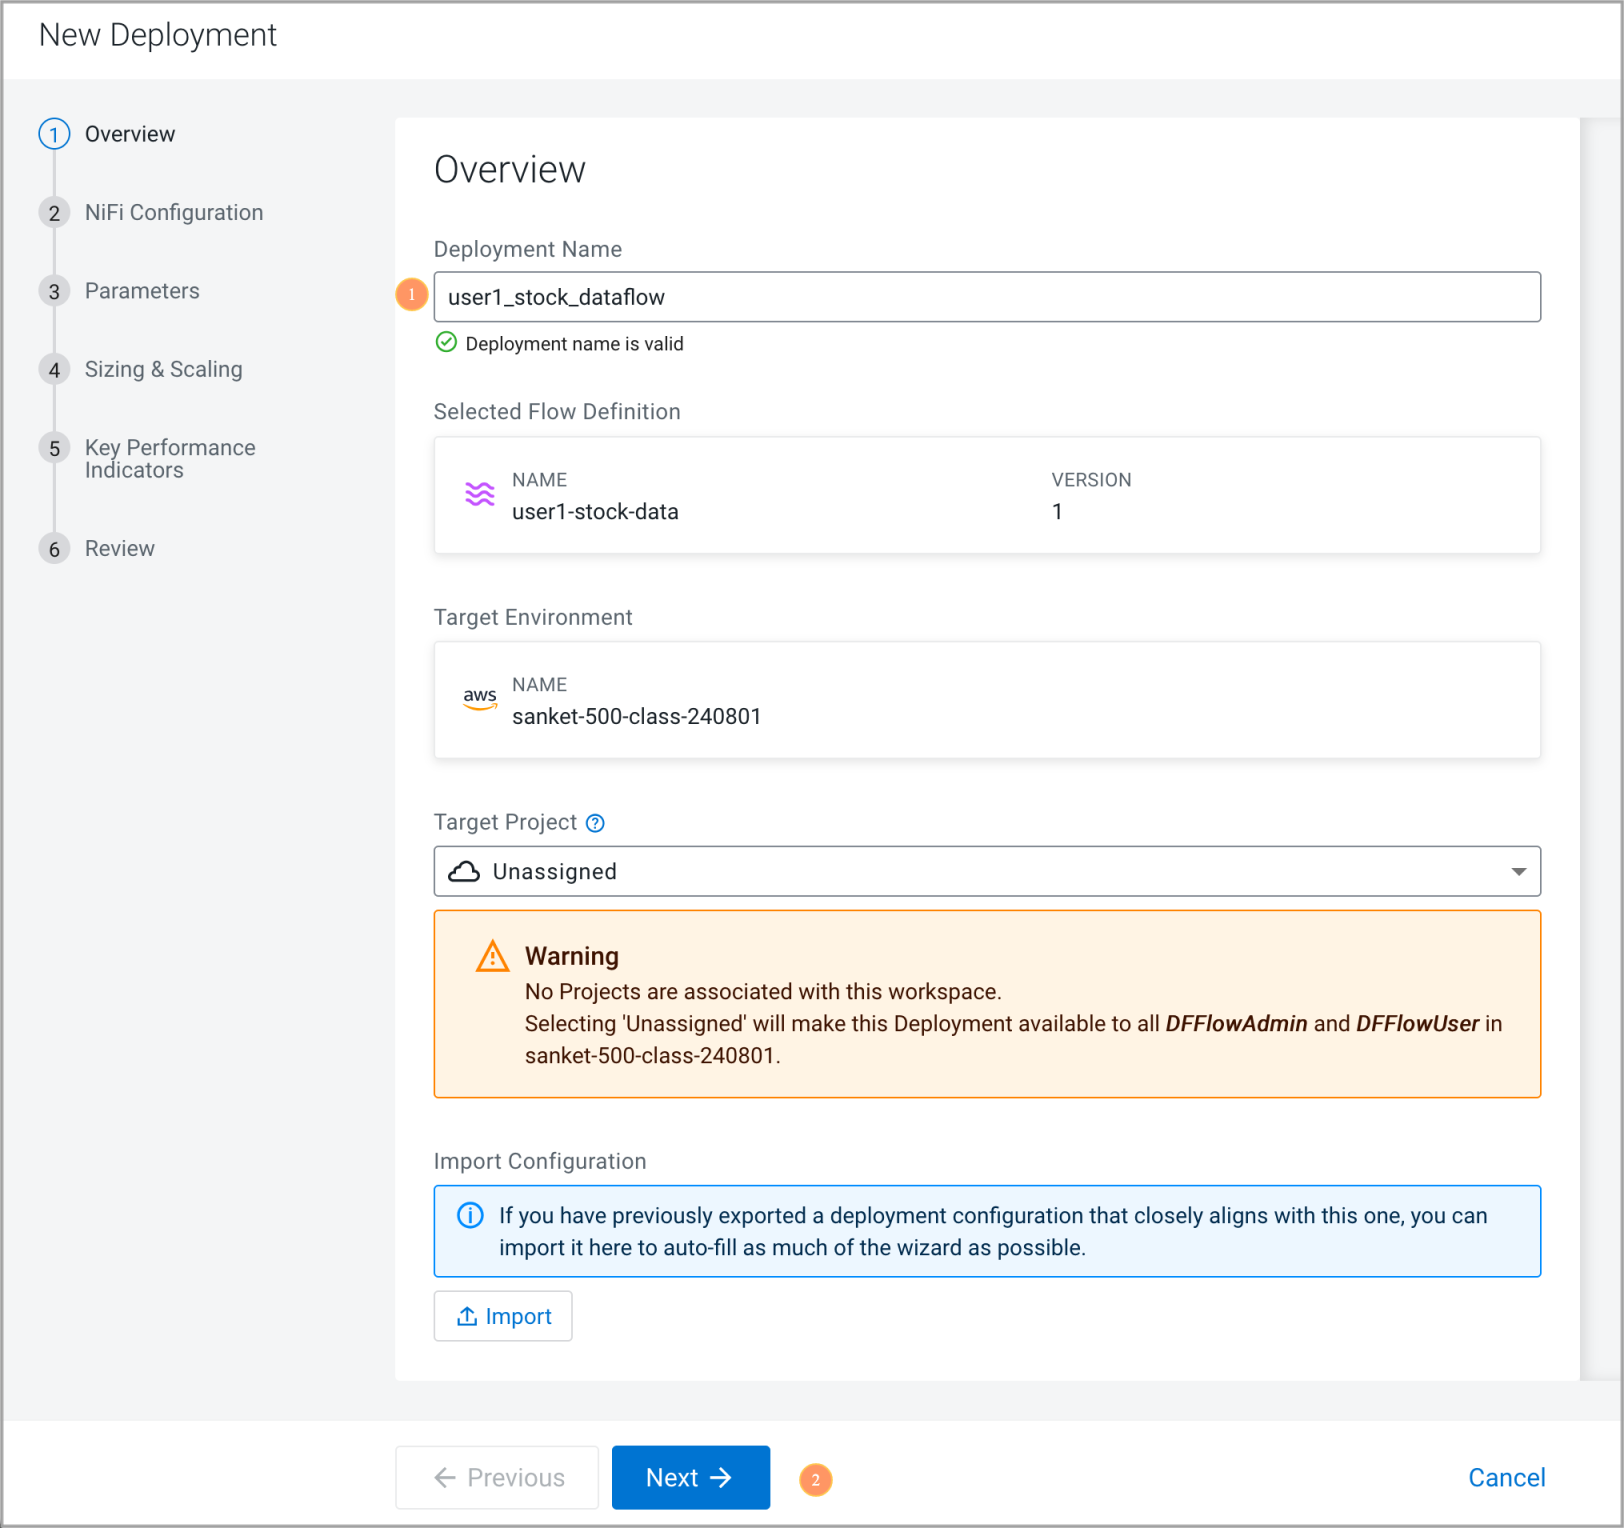 New Deployment
1 Overview
2 NiFi Configuration
3 Parameters
4 Sizing & Scaling
5 Key Performance
Indicators
6 Review
Overview
Deployment Name
1 user1_stock_dataflow
Deployment name is valid
Selected Flow Definition
NAME VERSION
user1-stock-data 1
Target Environment
aws NAME
sanket-500-class-240801
Target Project ?
Unassigned
Warning
No Projects are associated with this workspace.
Selecting 'Unassigned' will make this Deployment available to all DFFlowAdmin and DFFlowUser in
sanket-500-class-240801.
Import Configuration
If you have previously exported a deployment configuration that closely aligns with this one, you can
import it here to auto-fill as much of the wizard as possible.
Import
Previous Next 2 Cancel